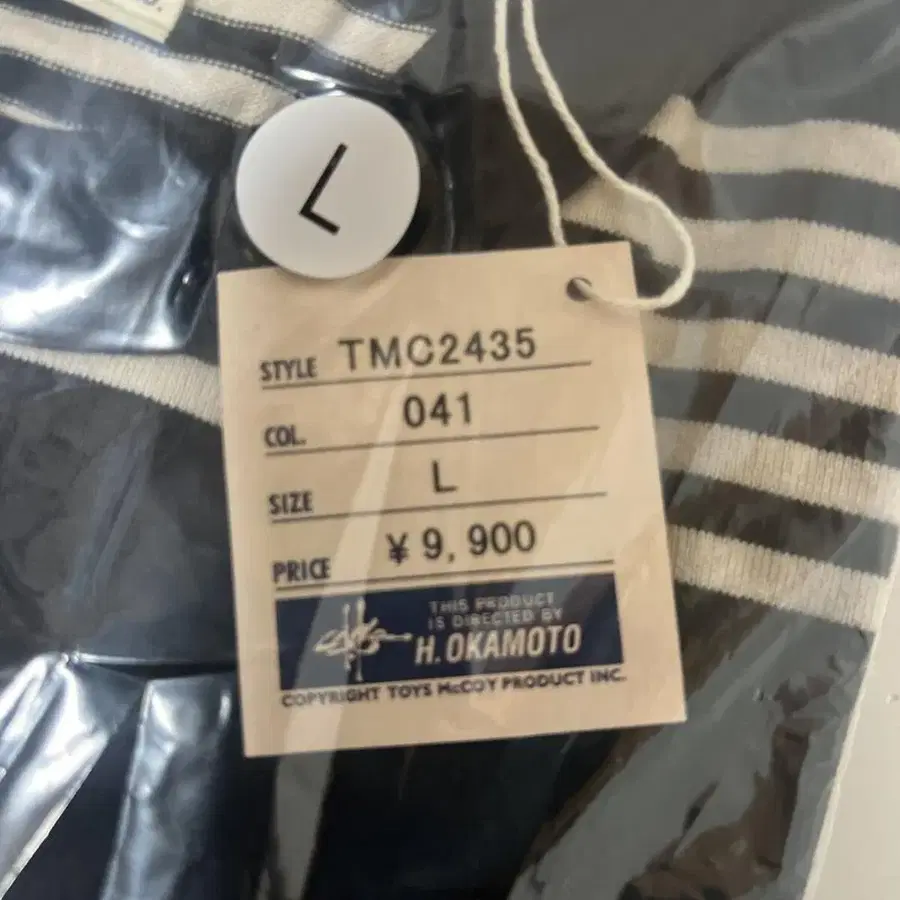 L
STYLE TMC2435
COL. 041
SIZE L
PRICE ¥ 9,900
THIS PRODUCT
IS DIRECTED BY
H. OKAMOTO
COPYRIGHT TOYS McCOY PRODUCT INC.